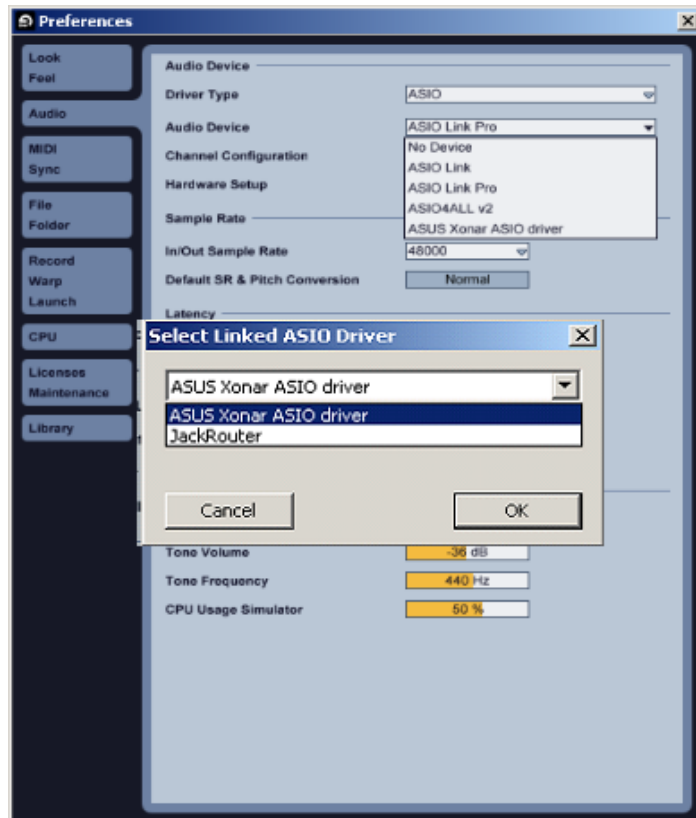 Preferences
Look
Feel
Audio
MIDI
Sync
File
Folder
Record
Warp
Launch
CPU
Licenses
Maintenance
Library
Audio Device
Driver Type ASIO
Audio Device ASIO Link Pro
Channel Configuration
Hardware Setup
No Device
ASIO Link
ASIO Link Pro
ASIO4ALL v2
ASUS Xonar ASIO driver
Sample Rate
In/Out Sample Rate 48000
Default SR & Pitch Conversion Normal
Latency
Select Linked ASIO Driver
ASUS Xonar ASIO driver
ASUS Xonar ASIO driver
JackRouter
Cancel OK
Tone Volume -36 dB
Tone Frequency 440 Hz
CPU Usage Simulator 50 %